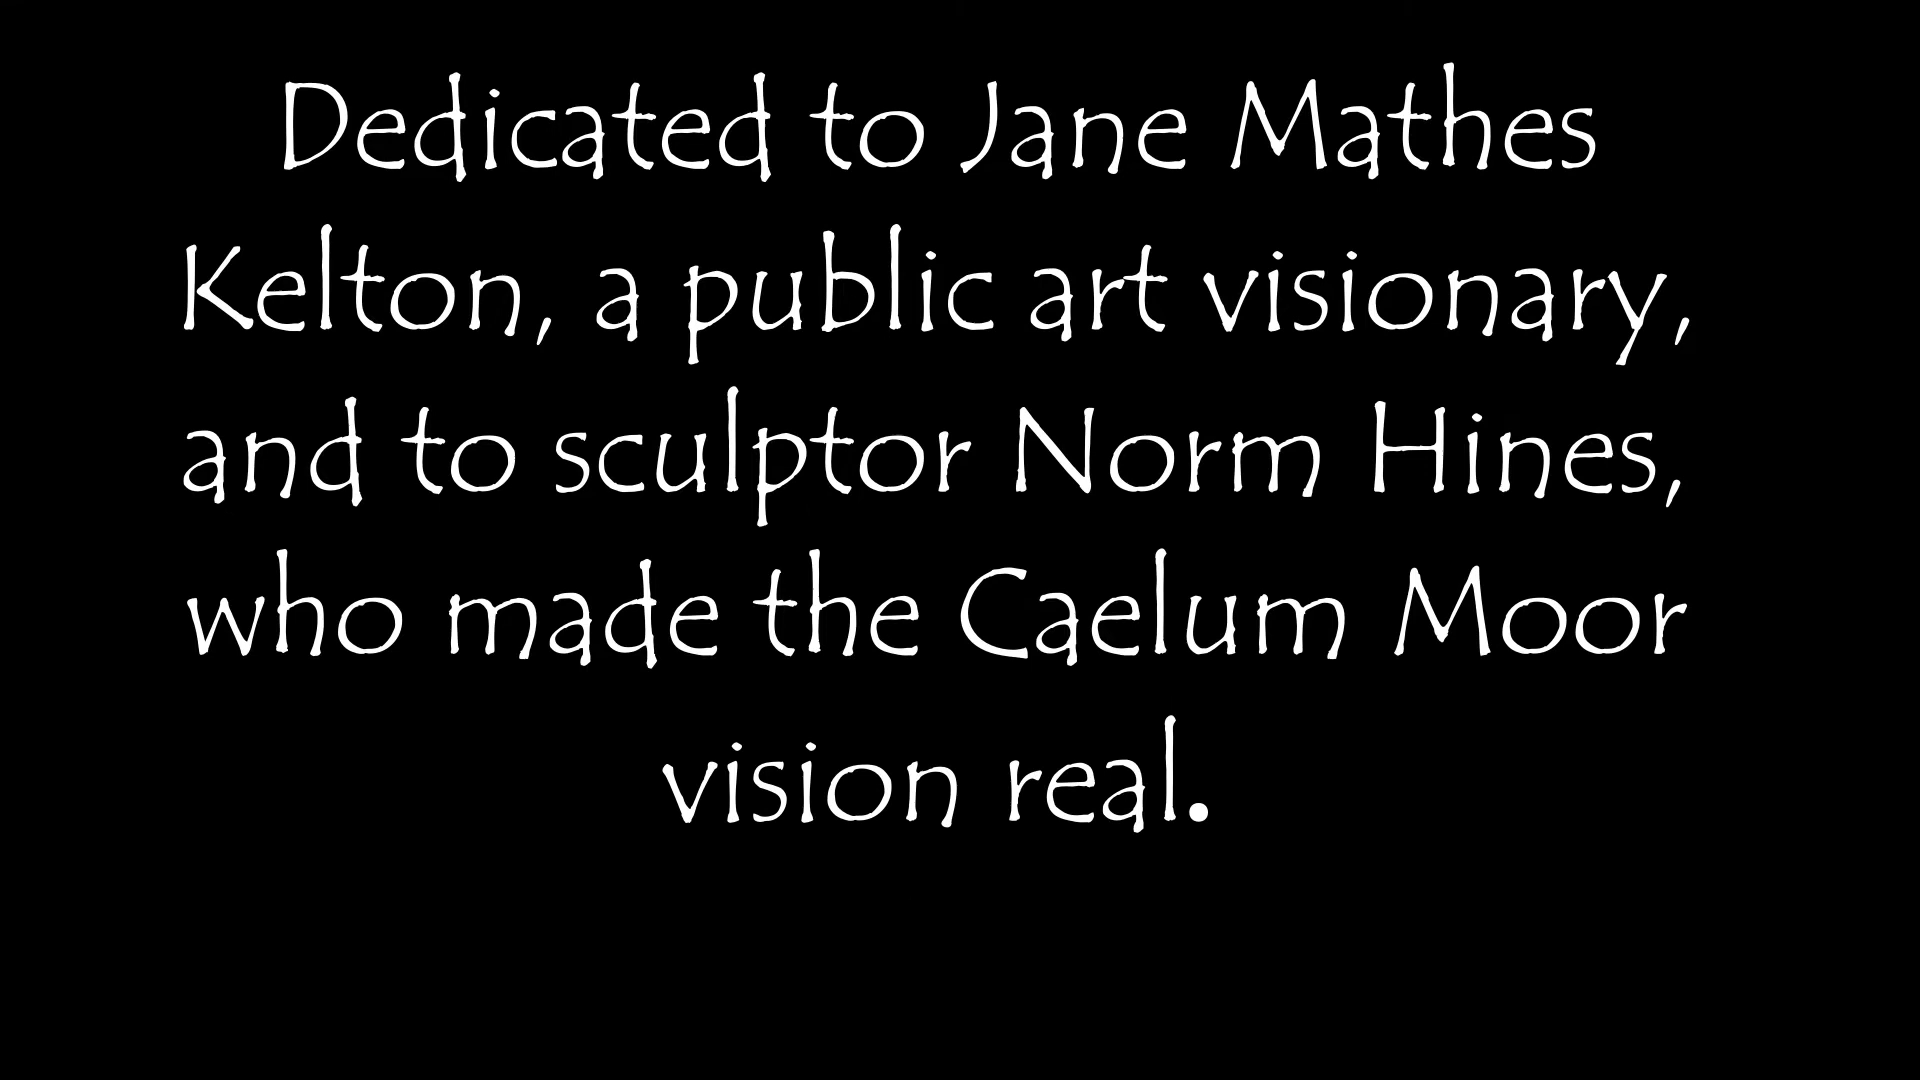 Dedicated to Jane Mathes
Kelton, a public art visionary,
and to sculptor Norm Hines,
who made the Caelum Moor
vision real.